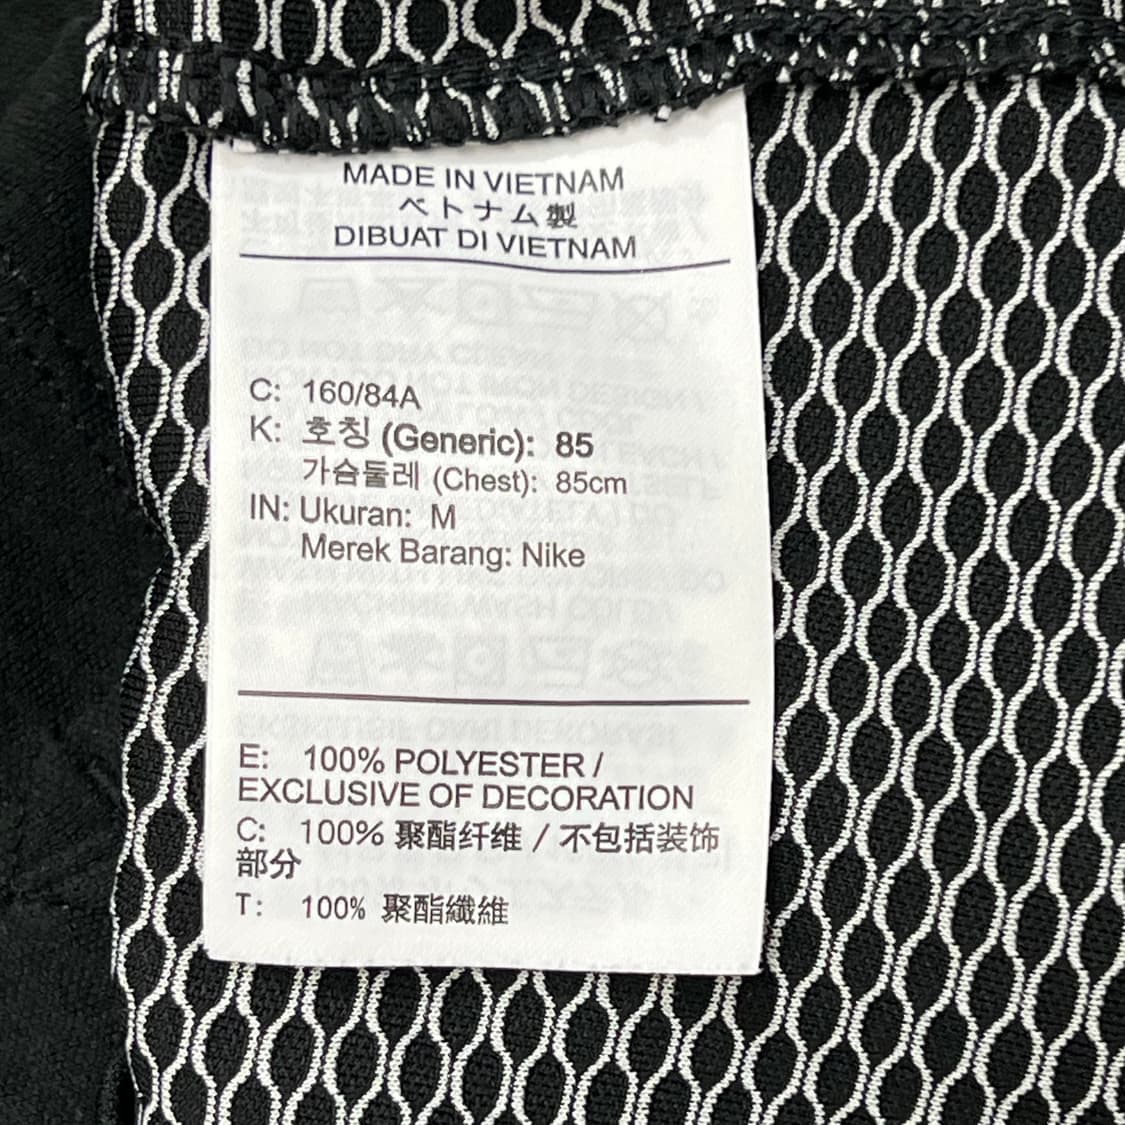 MADE IN VIETNAM
ベトナム製
DIBUAT DI VIETNAM
C: 160/84A
K: 호칭 (Generic): 85
가슴둘레 (Chest): 85cm
IN: Ukuran: M
Merek Barang: Nike
E: 100% POLYESTER /
EXCLUSIVE OF DECORATION
C: 100% 聚酯纤维 / 不包括装饰
部分
T: 100% 聚酯纖維